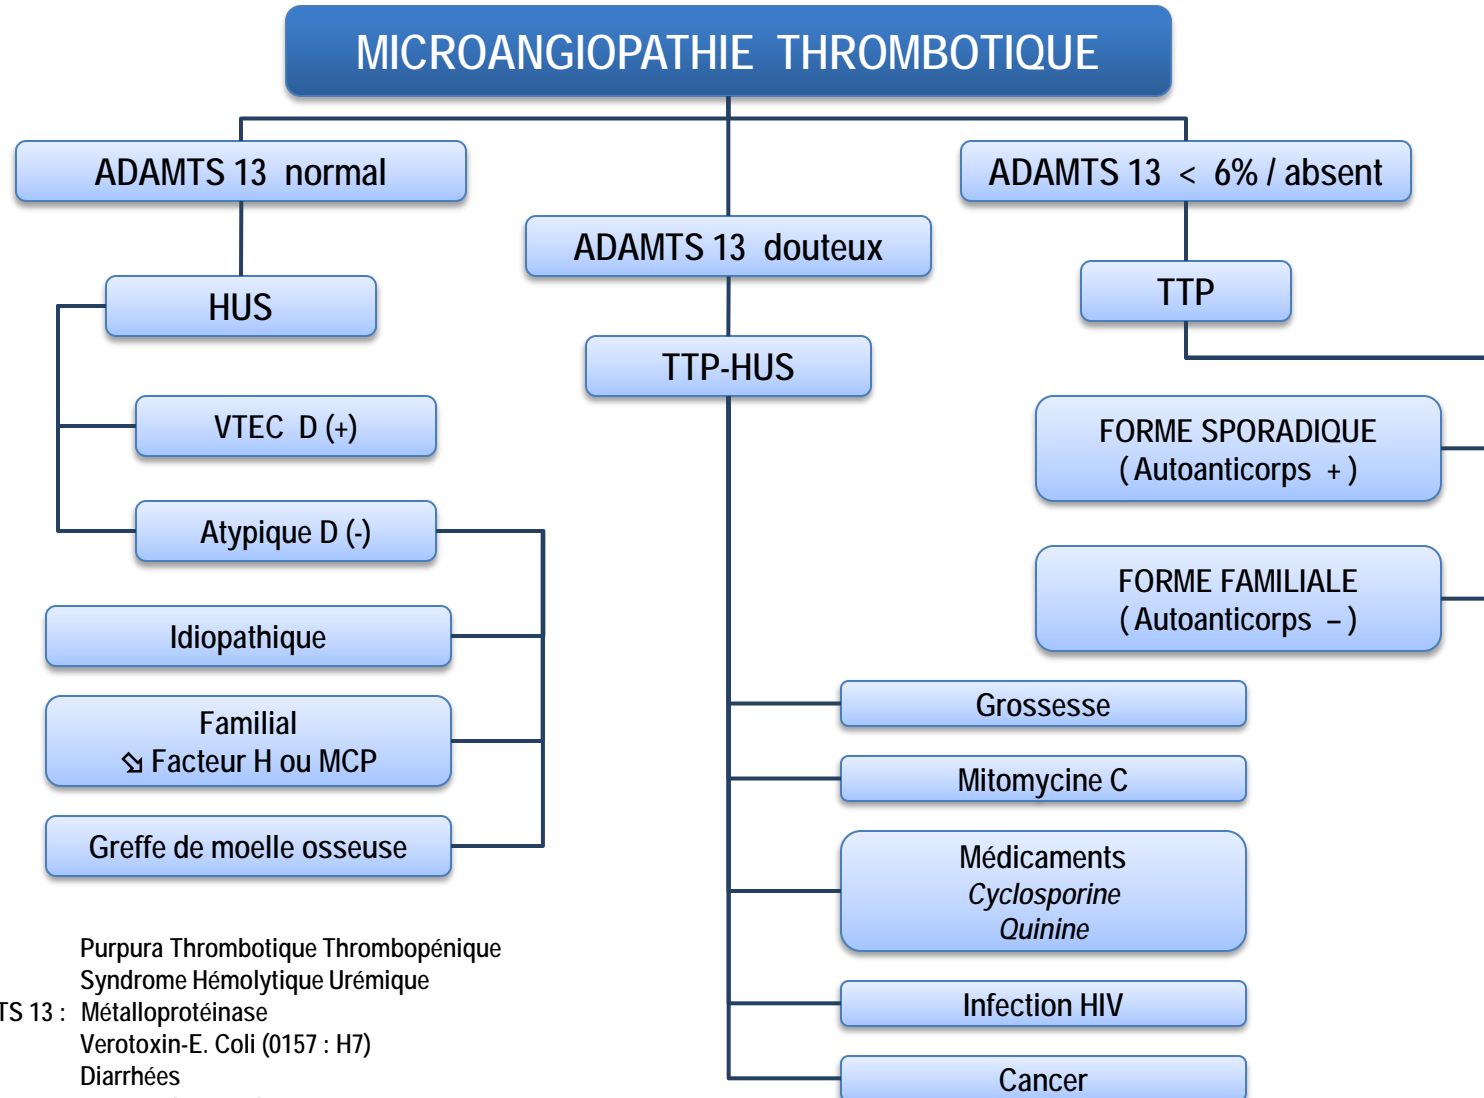 MICROANGIOPATHIE THROMBOTIQUE
ADAMTS 13 normal
ADAMTS 13 < 6% / absent
ADAMTS 13 douteux
HUS
TTP
TTP-HUS
VTEC D (+)
FORME SPORADIQUE
( Autoanticorps + )
Atypique D (-)
FORME FAMILIALE
( Autoanticorps – )
Idiopathique
Familial
⇘ Facteur H ou MCP
Greffe de moelle osseuse
Grossesse
Mitomycine C
Médicaments
Cyclosporine
Quinine
Infection HIV
Cancer
Purpura Thrombotique Thrombopénique
Syndrome Hémolytique Urémique
TS 13 : Métalloprotéinase
Verotoxin-E. Coli (0157 : H7)
Diarrhées